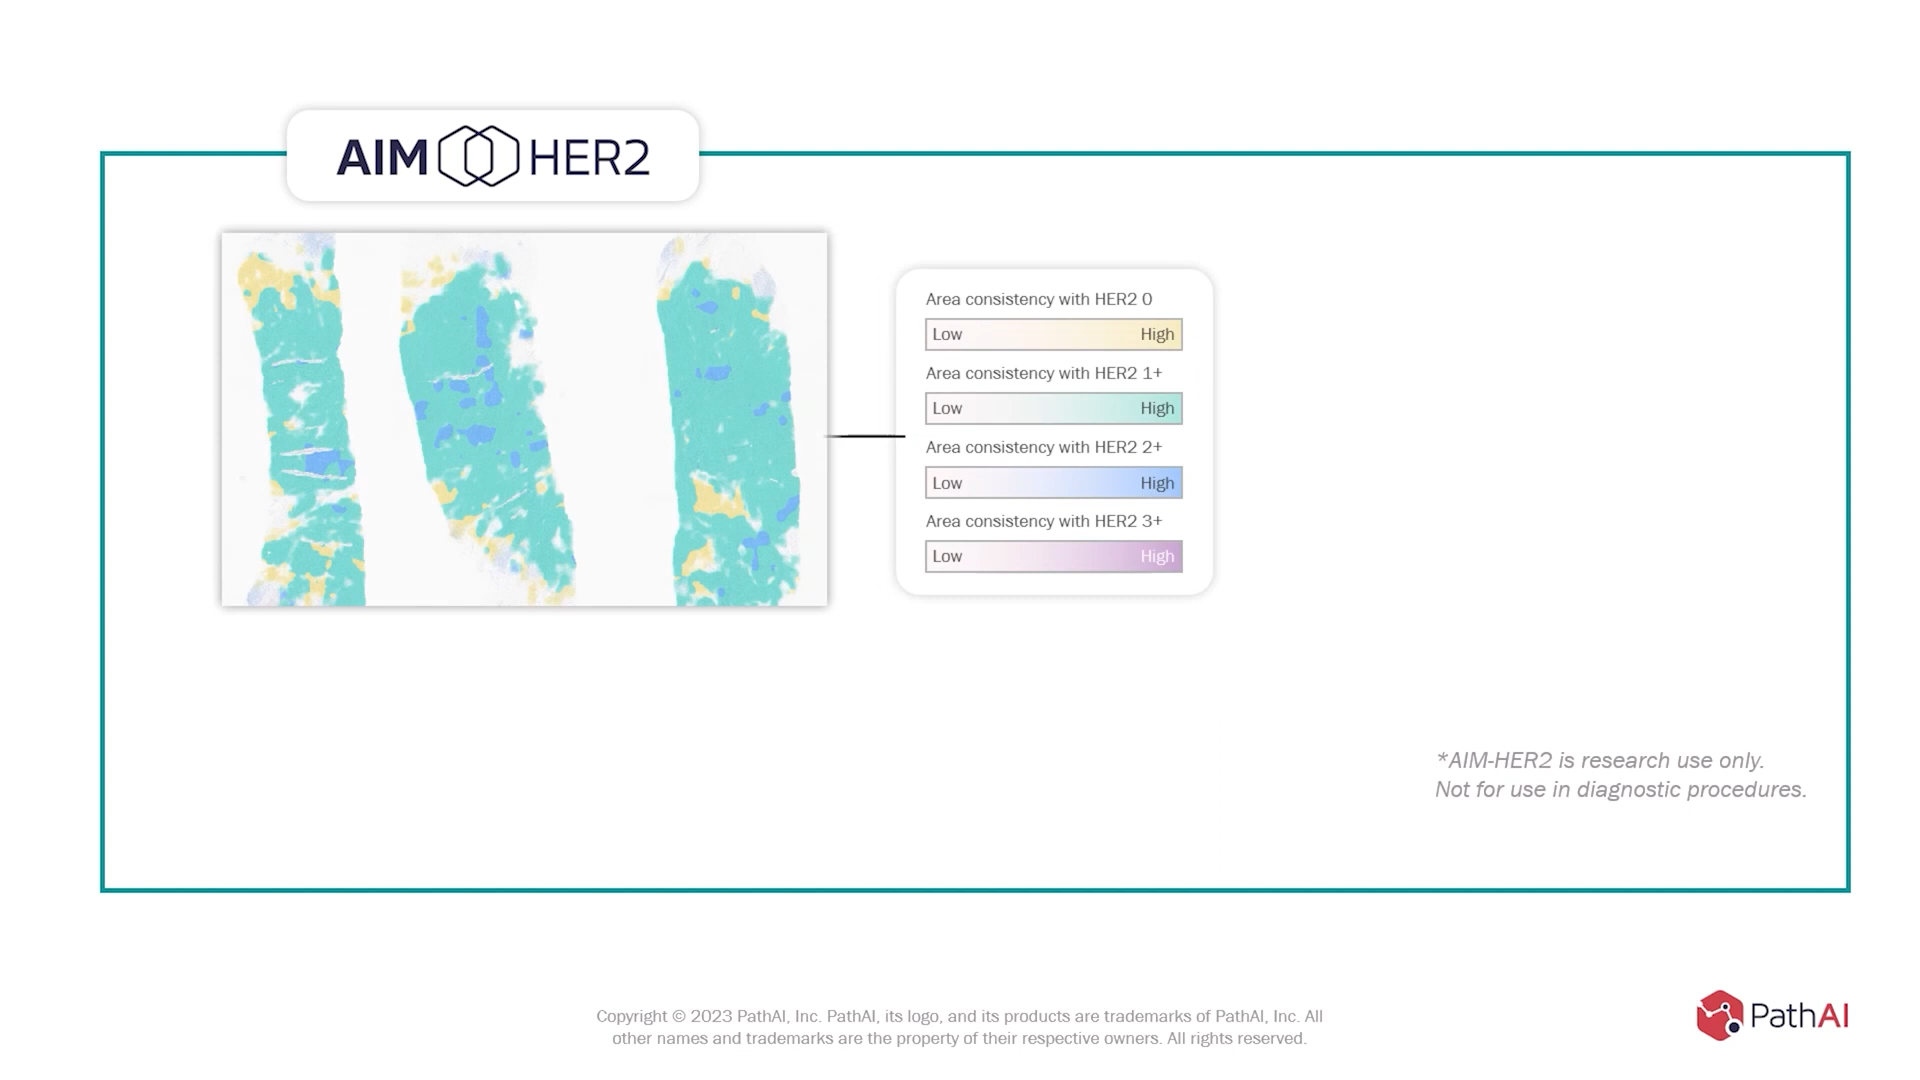 AIM HER2
Area consistency with HER2 0
Low High
Area consistency with HER2 1+
Low High
Area consistency with HER2 2+
Low High
Area consistency with HER2 3+
Low High
*AIM-HER2 is research use only.
Not for use in diagnostic procedures.
Copyright © 2023 PathAI, Inc. PathAI, its logo, and its products are trademarks of PathAI, Inc. All
other names and trademarks are the property of their respective owners. All rights reserved.
PathAI